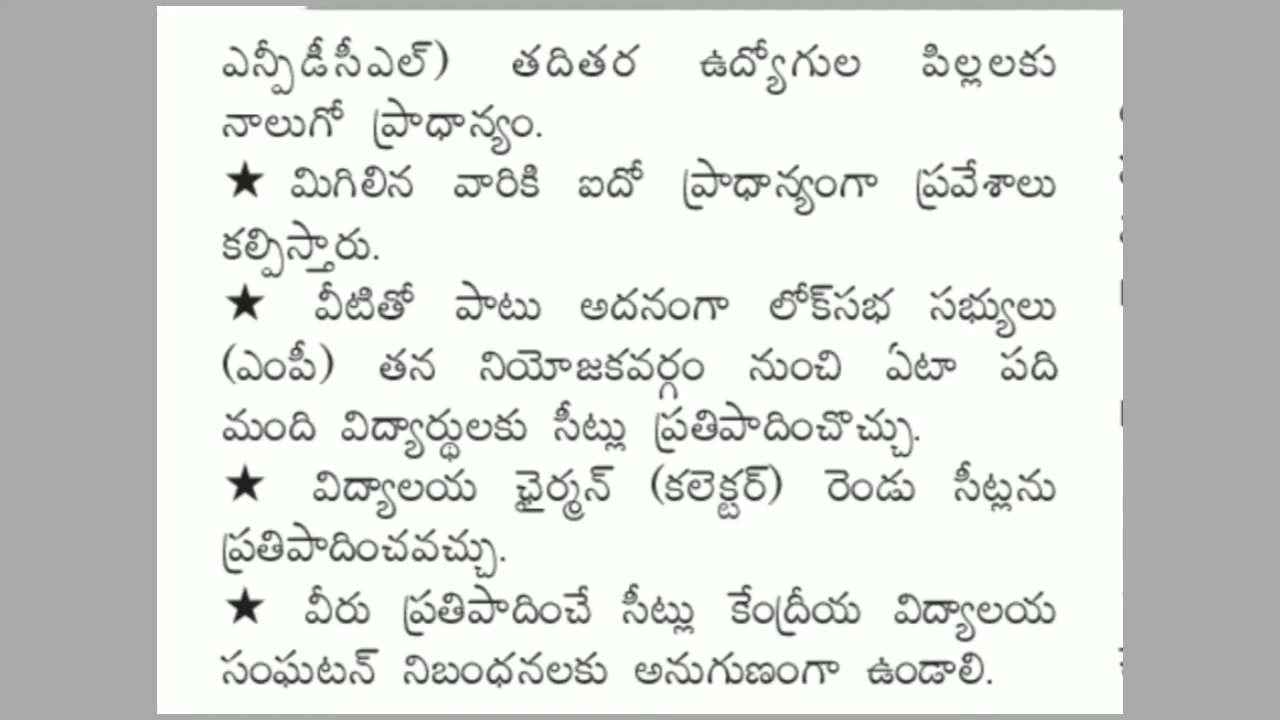 ఎన్పీడీసీఎల్) తదితర ఉద్యోగుల పిల్లలకు
నాలుగో ప్రాధాన్యం.
★ మిగిలిన వారికి ఐదో ప్రాధాన్యంగా ప్రవేశాలు
కల్పిస్తారు.
★ వీటితో పాటు అదనంగా లోక్‌సభ సభ్యులు
(ఎంపీ) తన నియోజకవర్గం నుంచి ఏటా పది
మంది విద్యార్థులకు సీట్లు ప్రతిపాదించొచ్చు.
★ విద్యాలయ ఛైర్మన్ (కలెక్టర్) రెండు సీట్లను
ప్రతిపాదించవచ్చు.
★ వీరు ప్రతిపాదించే సీట్లు కేంద్రీయ విద్యాలయ
సంఘటన్ నిబంధనలకు అనుగుణంగా ఉండాలి.